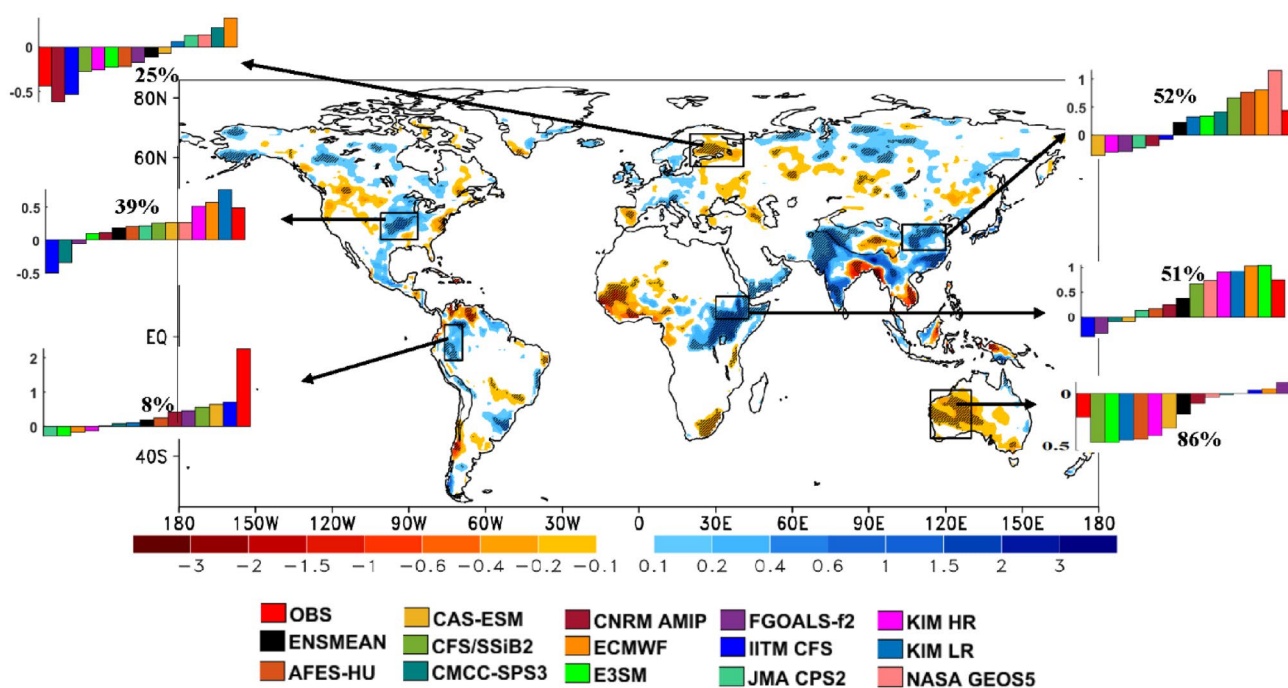 0
-0.5
25%
80N
60N
EQ
40S
0.5
0
-0.5
39%
2
1
0
8%
1
0.5
0
52%
1
0.5
0
51%
0
0.5
86%
180 150W 120W 90W 60W 30W 0 30E 60E 90E 120E 150E 180
−3 −2 −1.5 −1 −0.6 −0.4 −0.2 −0.1 0.1 0.2 0.4 0.6 1 1.5 2 3
OBS CAS-ESM CNRM AMIP FGOALS-f2 KIM HR
ENSMEAN CFS/SSiB2 ECMWF IITM CFS KIM LR
AFES-HU CMCC-SPS3 E3SM JMA CPS2 NASA GEOS5